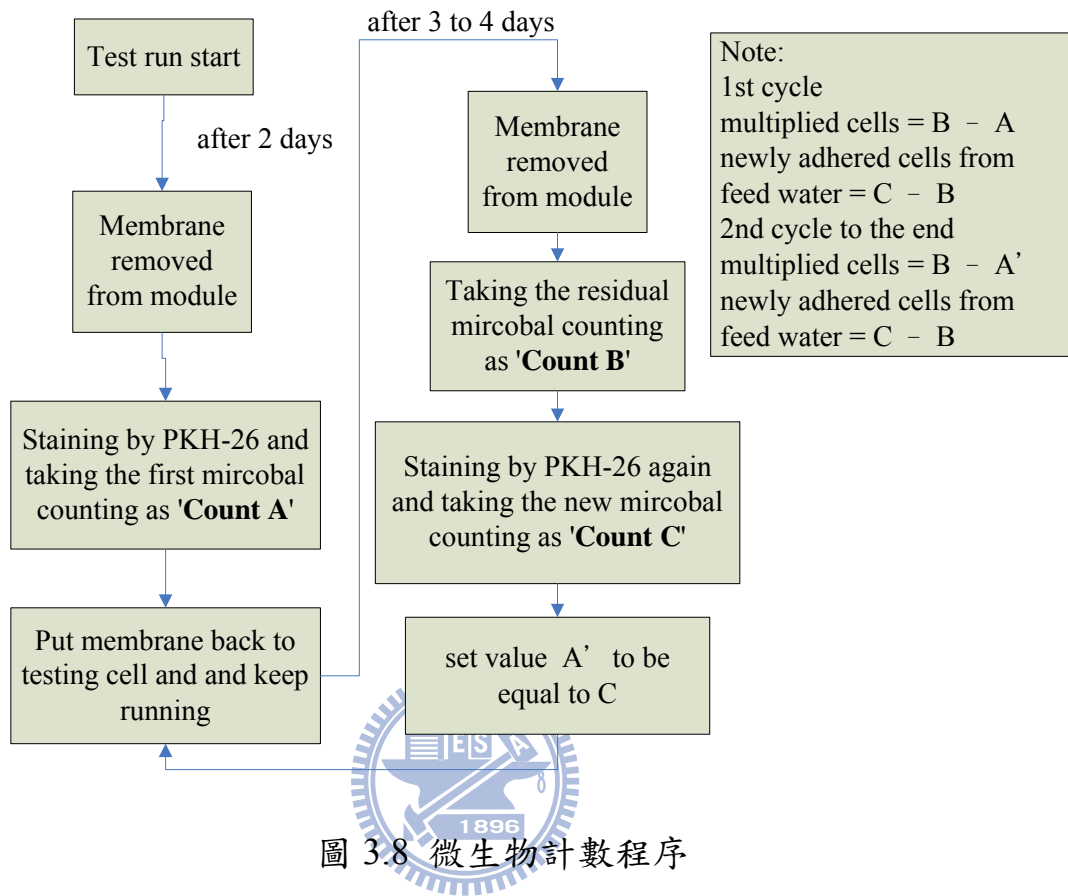 Test run start
after 2 days
Membrane
removed
from module
Staining by PKH-26 and
taking the first mircobal
counting as 'Count A'
Put membrane back to
testing cell and and keep
running
after 3 to 4 days
Membrane
removed
from module
Taking the residual
mircobal counting
as 'Count B'
Staining by PKH-26 again
and taking the new mircobal
counting as 'Count C'
set value A’ to be
equal to C
Note:
1st cycle
multiplied cells = B – A
newly adhered cells from
feed water = C – B
2nd cycle to the end
multiplied cells = B – A’
newly adhered cells from
feed water = C – B
E S A
1896
圖 3.8 微生物計數程序